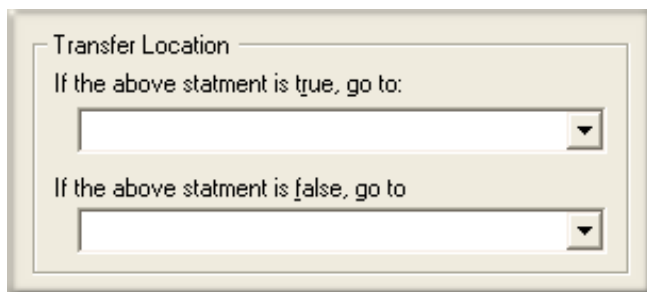 Transfer Location
If the above statment is true, go to:
If the above statment is false, go to